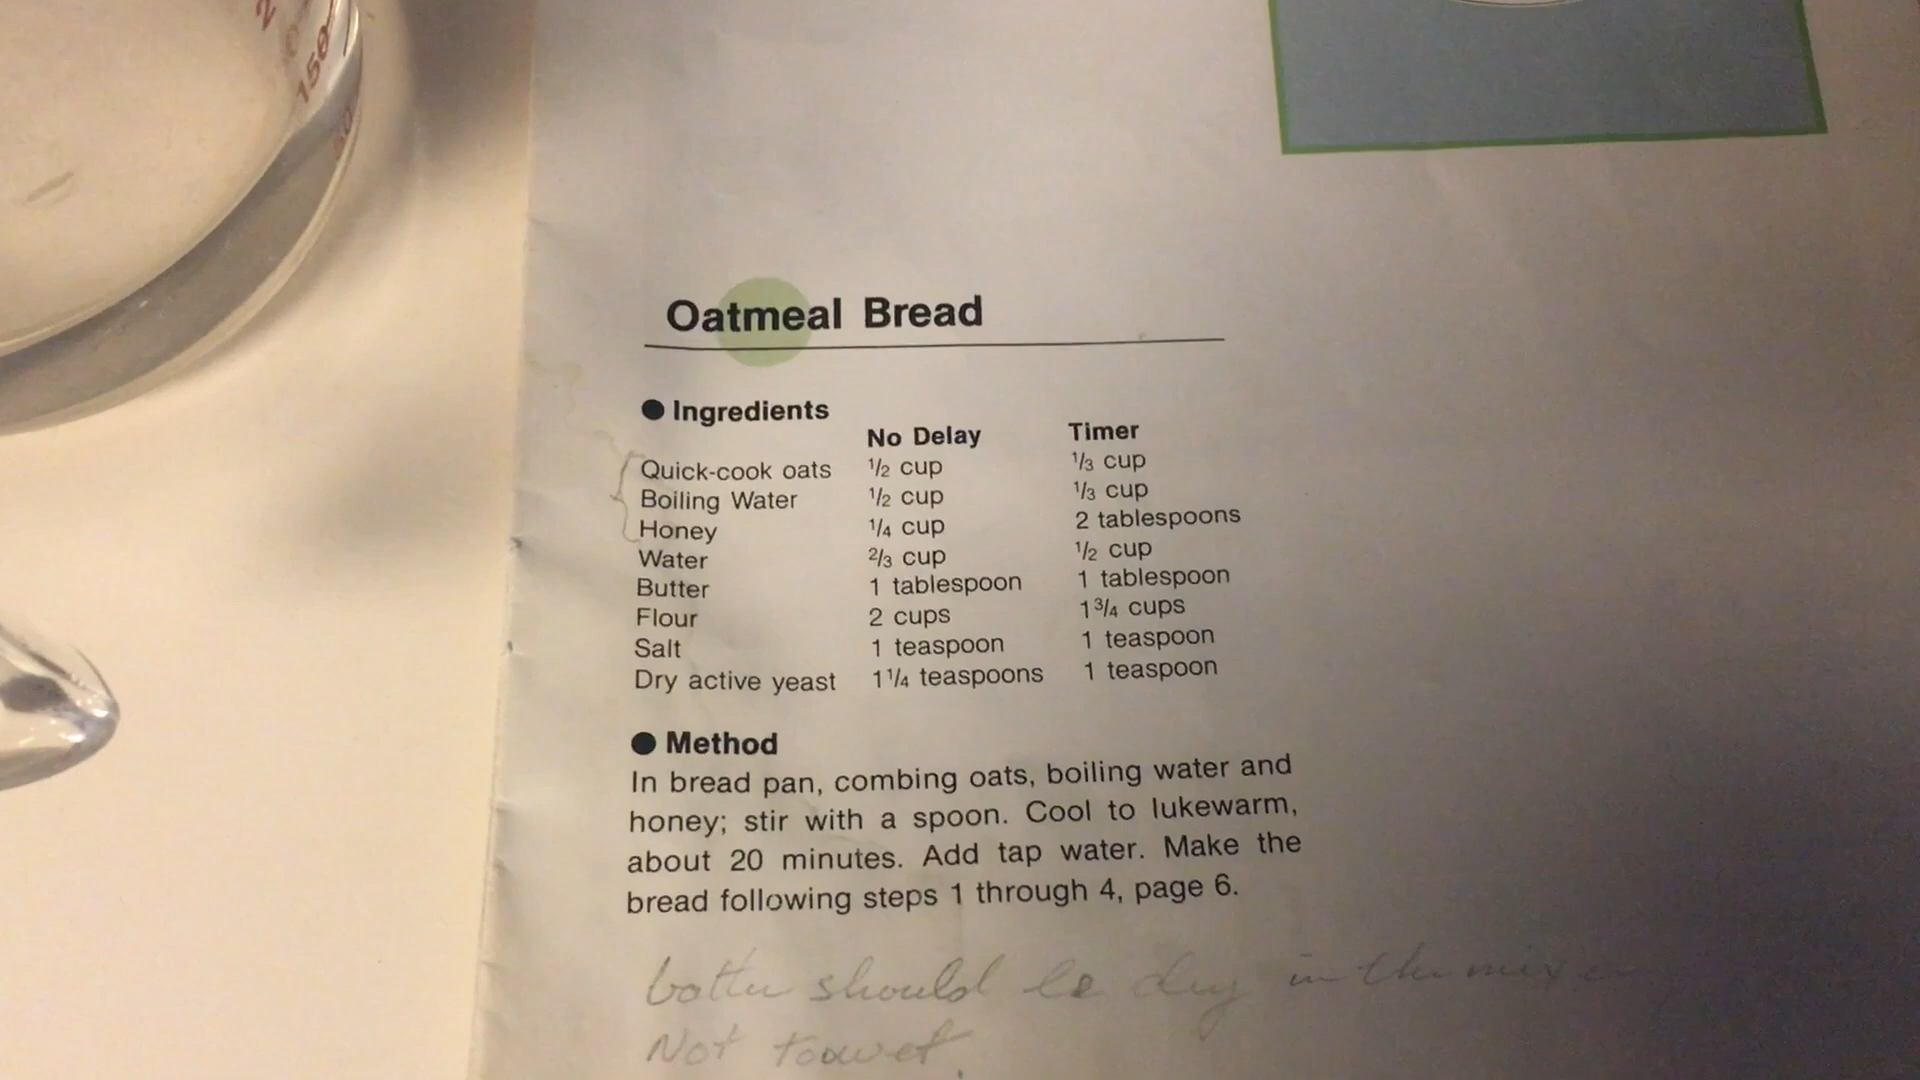 2
150
Oatmeal Bread
● Ingredients
No Delay Timer
Quick-cook oats 1/2 cup 1/3 cup
Boiling Water 1/2 cup 1/3 cup
Honey 1/4 cup 2 tablespoons
Water 2/3 cup 1/2 cup
Butter 1 tablespoon 1 tablespoon
Flour 2 cups 1 3/4 cups
Salt 1 teaspoon 1 teaspoon
Dry active yeast 1 1/4 teaspoons 1 teaspoon
● Method
In bread pan, combing oats, boiling water and
honey; stir with a spoon. Cool to lukewarm,
about 20 minutes. Add tap water. Make the
bread following steps 1 through 4, page 6.
should be dry in the mixer
Not too wet.